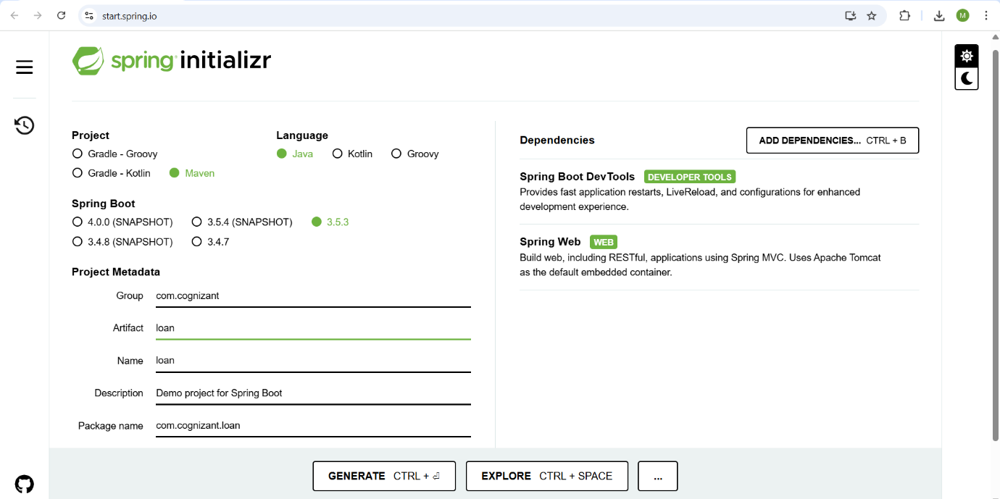 start.spring.io
M
spring initializr
Project
Gradle - Groovy
Gradle - Kotlin
Maven
Language
Java
Kotlin
Groovy
Spring Boot
4.0.0 (SNAPSHOT)
3.5.4 (SNAPSHOT)
3.5.3
3.4.8 (SNAPSHOT)
3.4.7
Project Metadata
Group com.cognizant
Artifact loan
Name loan
Description Demo project for Spring Boot
Package name com.cognizant.loan
Dependencies
ADD DEPENDENCIES... CTRL + B
Spring Boot DevTools DEVELOPER TOOLS
Provides fast application restarts, LiveReload, and configurations for enhanced
development experience.
Spring Web WEB
Build web, including RESTful, applications using Spring MVC. Uses Apache Tomcat
as the default embedded container.
GENERATE CTRL + ⏎
EXPLORE CTRL + SPACE
...